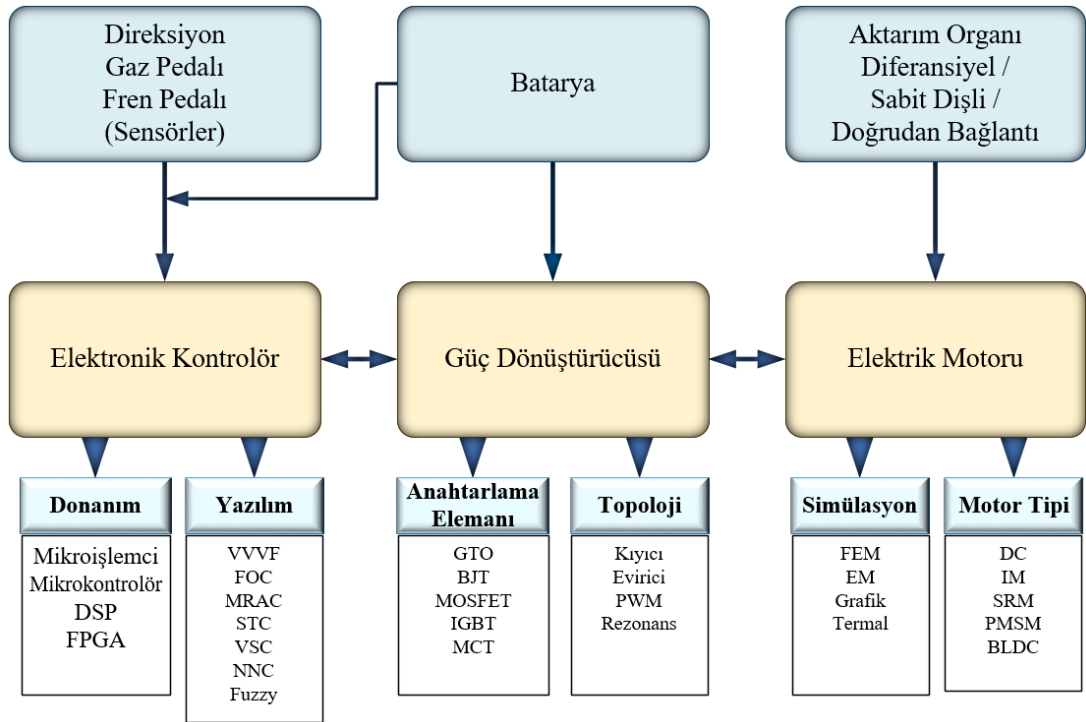 Direksiyon
Gaz Pedalı
Fren Pedalı
(Sensörler)
Batarya
Aktarım Organı
Diferansiyel /
Sabit Dişli /
Doğrudan Bağlantı
Elektronik Kontrolör
Güç Dönüştürücüsü
Elektrik Motoru
Donanım
Mikroişlemci
Mikrokontrolör
DSP
FPGA
Yazılım
VVVF
FOC
MRAC
STC
VSC
NNC
Fuzzy
Anahtarlama
Elemanı
GTO
BJT
MOSFET
IGBT
MCT
Topoloji
Kıyıcı
Evirici
PWM
Rezonans
Simülasyon
FEM
EM
Grafik
Termal
Motor Tipi
DC
IM
SRM
PMSM
BLDC